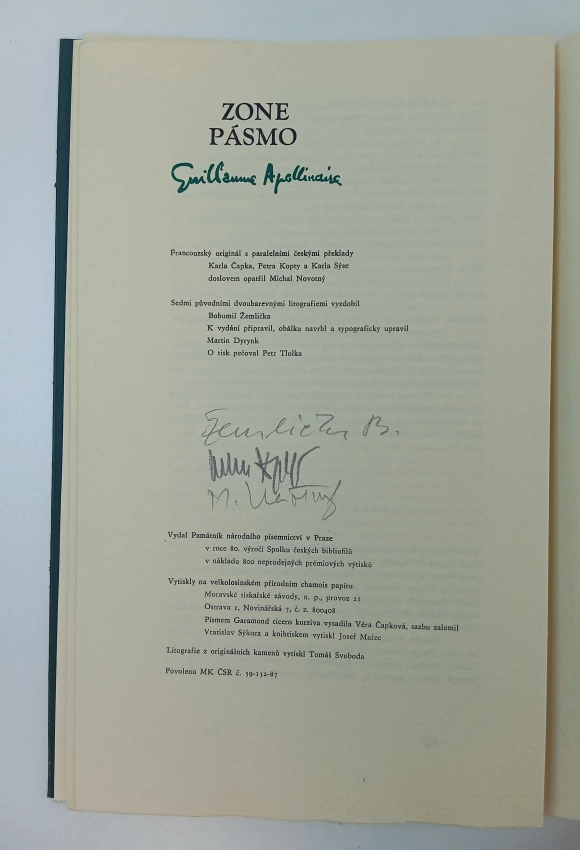 ZONE
PÁSMO
Guillaume Apollinaire
Francouzský originál s paralelními českými překlady
Karla Čapka, Petra Kopty a Karla Sýse
doslovem opatřil Michal Novotný
Sedmi původními dvoubarevnými litografiemi vyzdobil
Bohumil Žemlička
K vydání připravil, obálku navrhl a typograficky upravil
Martin Dyrynk
O tisk pečoval Petr Tlolka
Žemlička B.
Vydal Památník národního písemnictví v Praze
v roce 80. výročí Spolku českých bibliofilů
v nákladu 800 neprodejných prémiových výtisků
Vytiskly na velkolosinském přírodním chamois papíru
Moravské tiskařské závody, n. p., provoz 21
Ostrava 1, Novinářská 7, č. z. 800408
Písmem Garamond cicero kurzíva vysadila Věra Čapková, sazbu zalomil
Vratislav Sýkora a knihtiskem vytiskl Josef Mařec
Litografie z originálních kamenů vytiskl Tomáš Svoboda
Povoleno MK ČSR č. 59-152-87